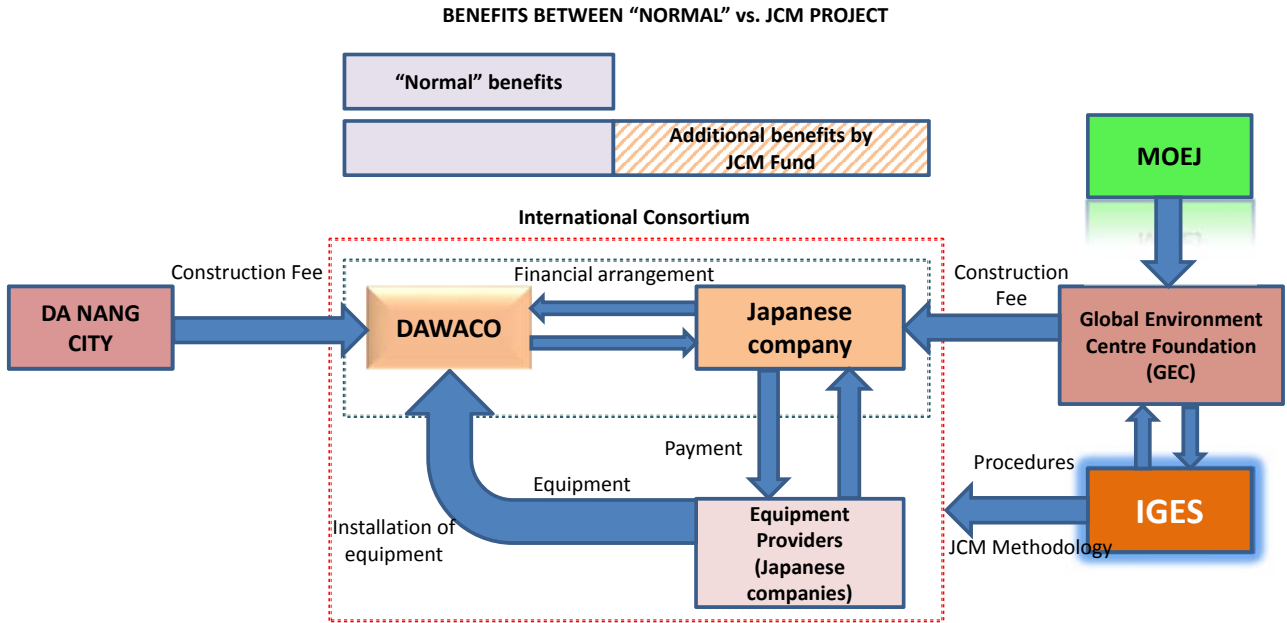 BENEFITS BETWEEN “NORMAL” vs. JCM PROJECT
“Normal” benefits
Additional benefits by
JCM Fund
MOEJ
International Consortium
Construction Fee
Financial arrangement
Construction
Fee
DA NANG
CITY
DAWACO
Japanese
company
Global Environment
Centre Foundation
(GEC)
Payment
Procedures
Equipment
Installation of
equipment
Equipment
Providers
(Japanese
companies)
IGES
JCM Methodology